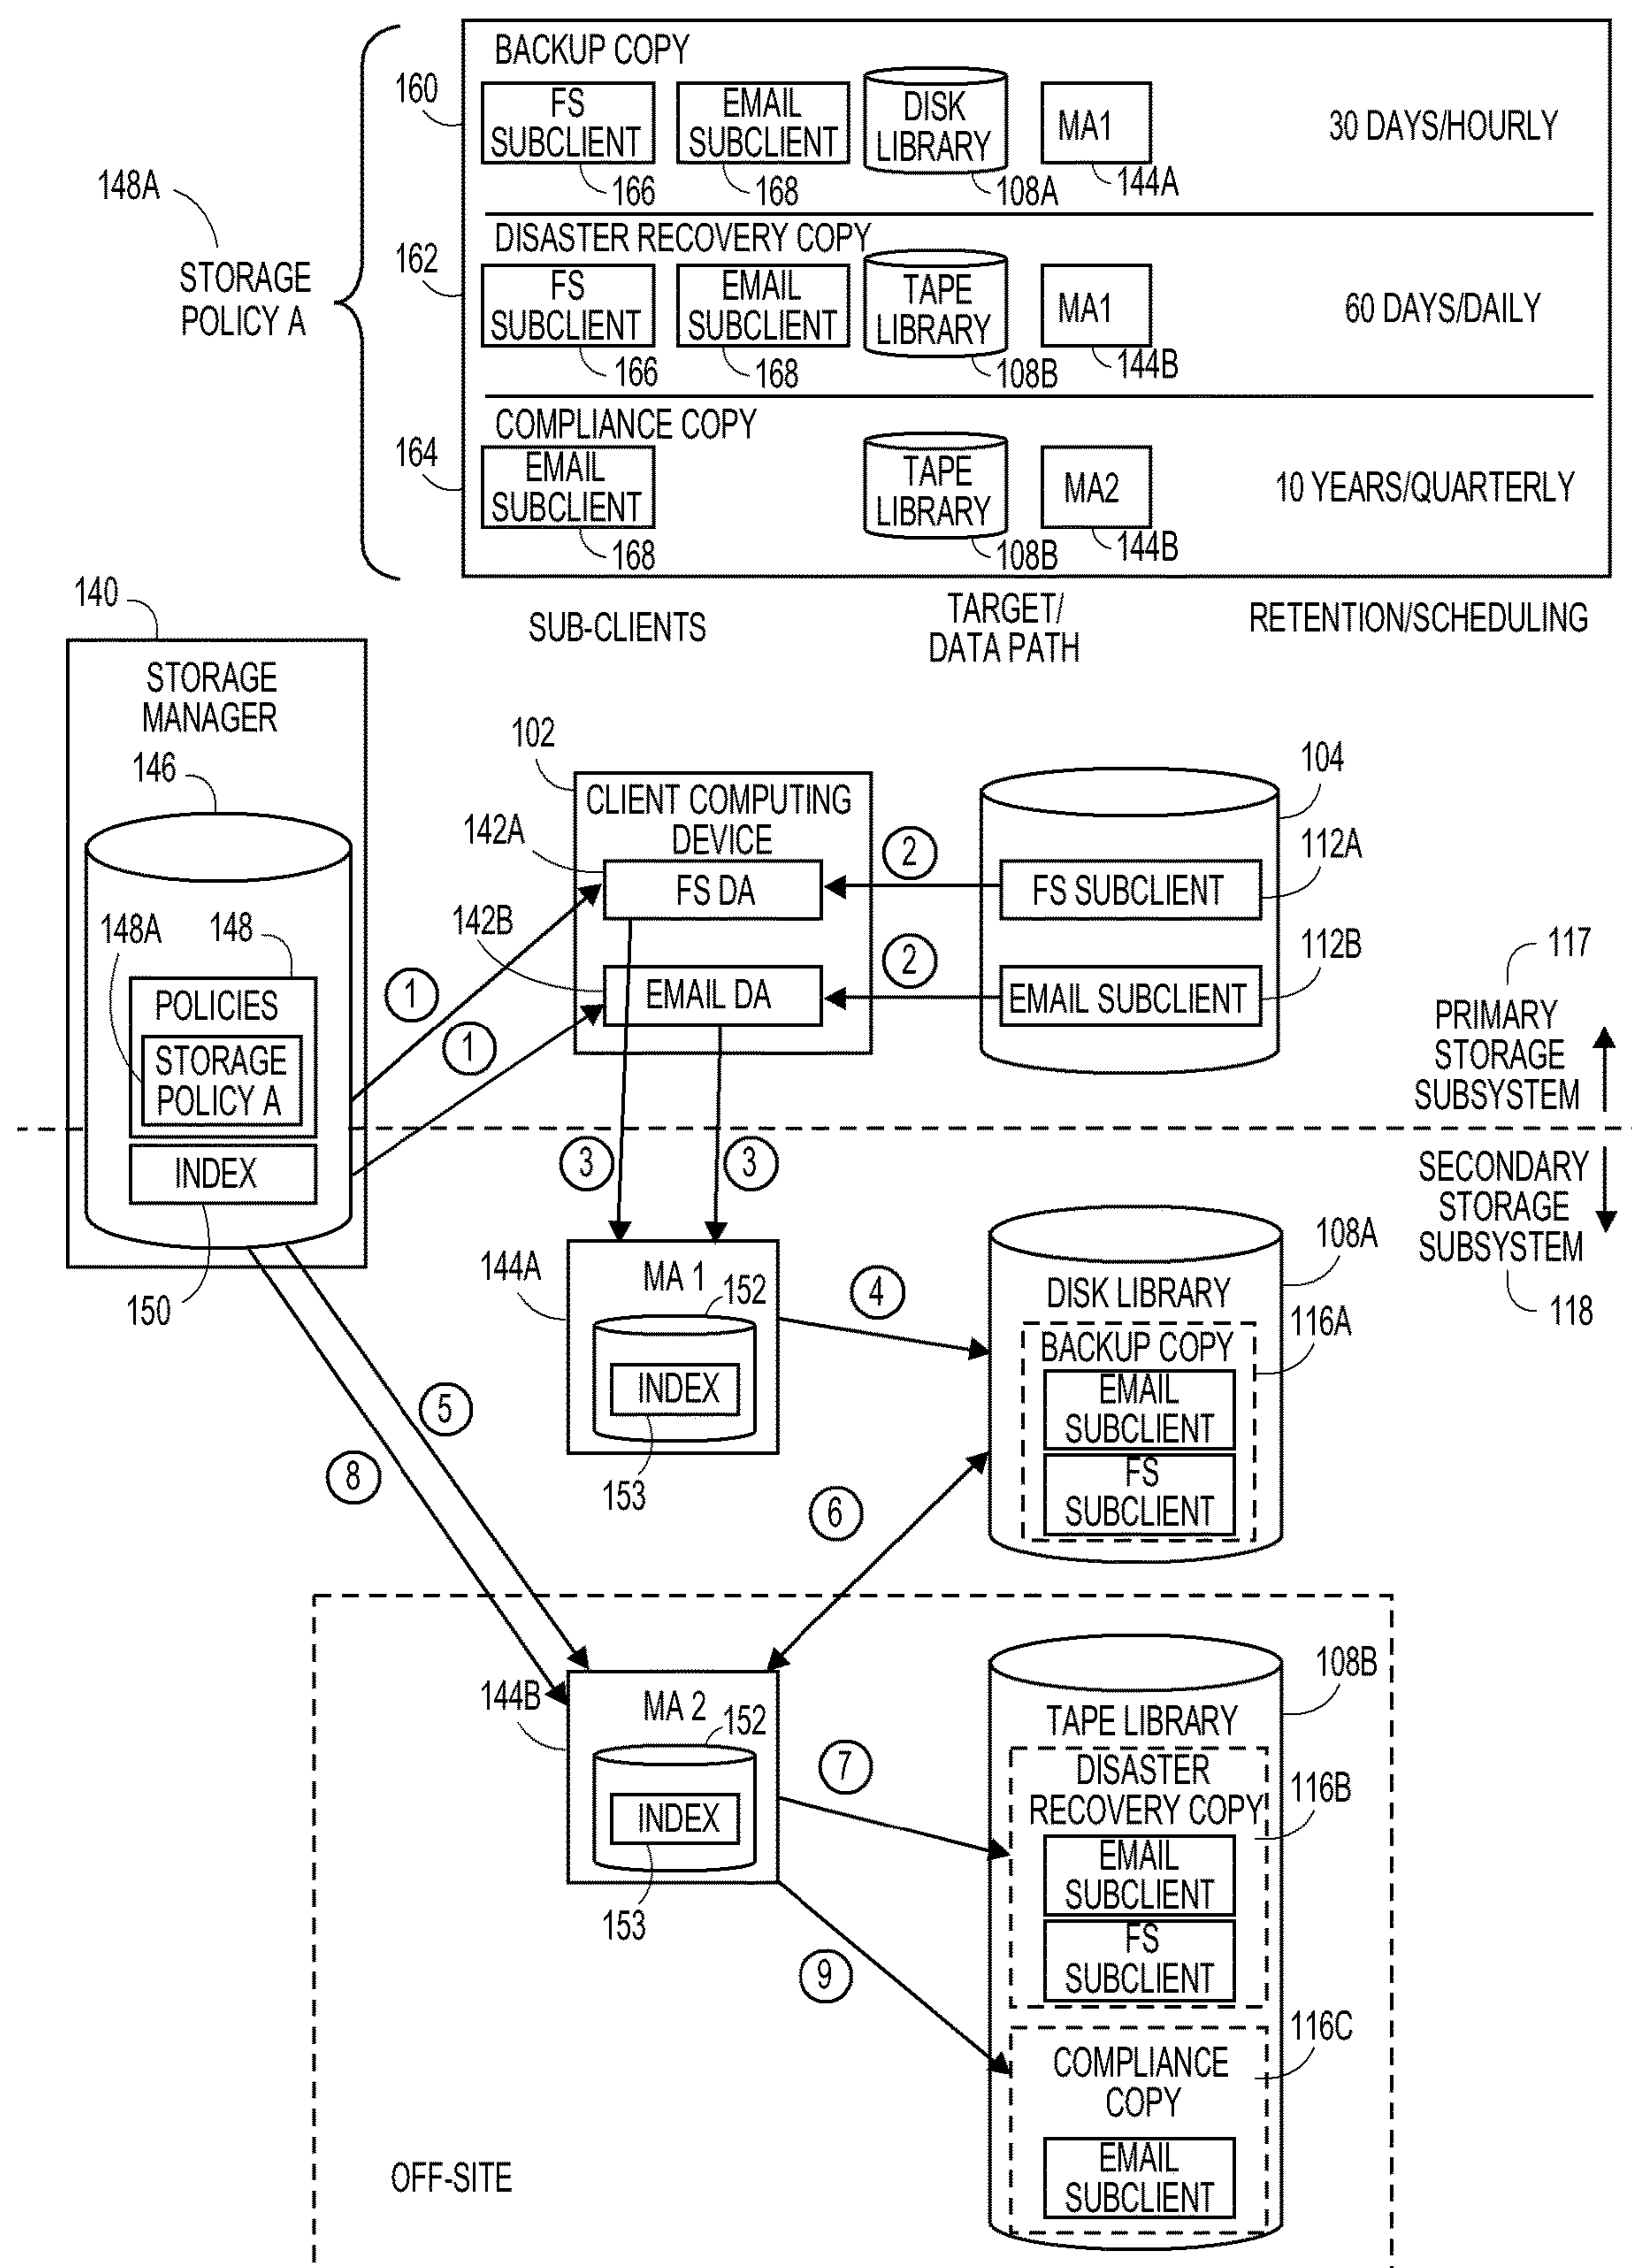 BACKUP COPY
160
FS
SUBCLIENT
166
EMAIL
SUBCLIENT
168
DISK
LIBRARY
108A
MA1
144A
30 DAYS/HOURLY
148A
STORAGE
POLICY A
DISASTER RECOVERY COPY
162
FS
SUBCLIENT
166
EMAIL
SUBCLIENT
168
TAPE
LIBRARY
108B
MA1
144B
60 DAYS/DAILY
COMPLIANCE COPY
164
EMAIL
SUBCLIENT
168
TAPE
LIBRARY
108B
MA2
144B
10 YEARS/QUARTERLY
SUB-CLIENTS
TARGET/
DATA PATH
RETENTION/SCHEDULING
140
STORAGE
MANAGER
146
148A
148
POLICIES
STORAGE
POLICY A
INDEX
150
1
1
102
CLIENT COMPUTING
DEVICE
142A
FS DA
142B
EMAIL DA
2
2
104
FS SUBCLIENT
112A
EMAIL SUBCLIENT
112B
117
PRIMARY
STORAGE
SUBSYSTEM
SECONDARY
STORAGE
SUBSYSTEM
118
3
3
144A
MA 1
152
INDEX
153
4
108A
DISK LIBRARY
BACKUP COPY
116A
EMAIL
SUBCLIENT
FS
SUBCLIENT
5
8
6
144B
MA 2
152
INDEX
153
7
9
108B
TAPE LIBRARY
DISASTER
RECOVERY COPY
116B
EMAIL
SUBCLIENT
FS
SUBCLIENT
116C
COMPLIANCE
COPY
EMAIL
SUBCLIENT
OFF-SITE